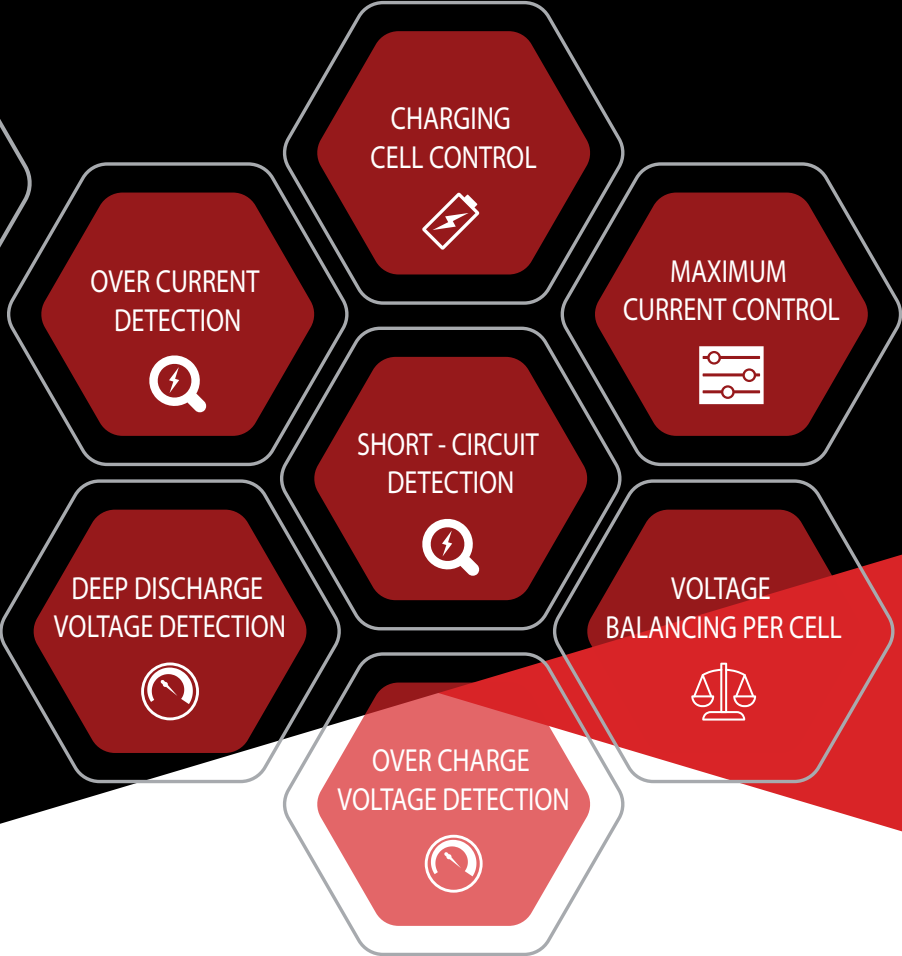 CHARGING
CELL CONTROL
OVER CURRENT
DETECTION
MAXIMUM
CURRENT CONTROL
SHORT - CIRCUIT
DETECTION
DEEP DISCHARGE
VOLTAGE DETECTION
VOLTAGE
BALANCING PER CELL
OVER CHARGE
VOLTAGE DETECTION